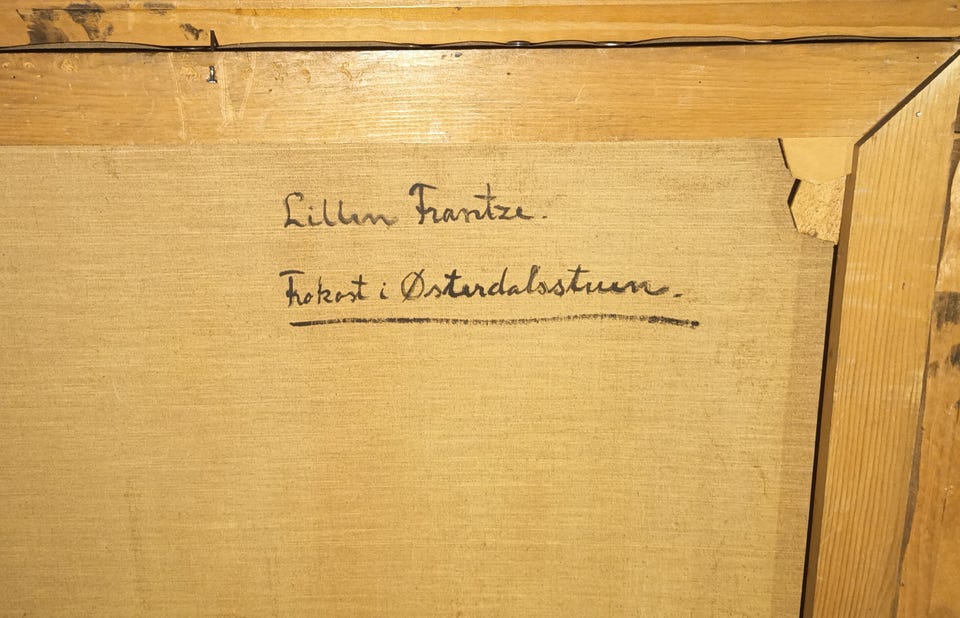 Lillen Frantze.
Frokost i Østerdalsstuen.